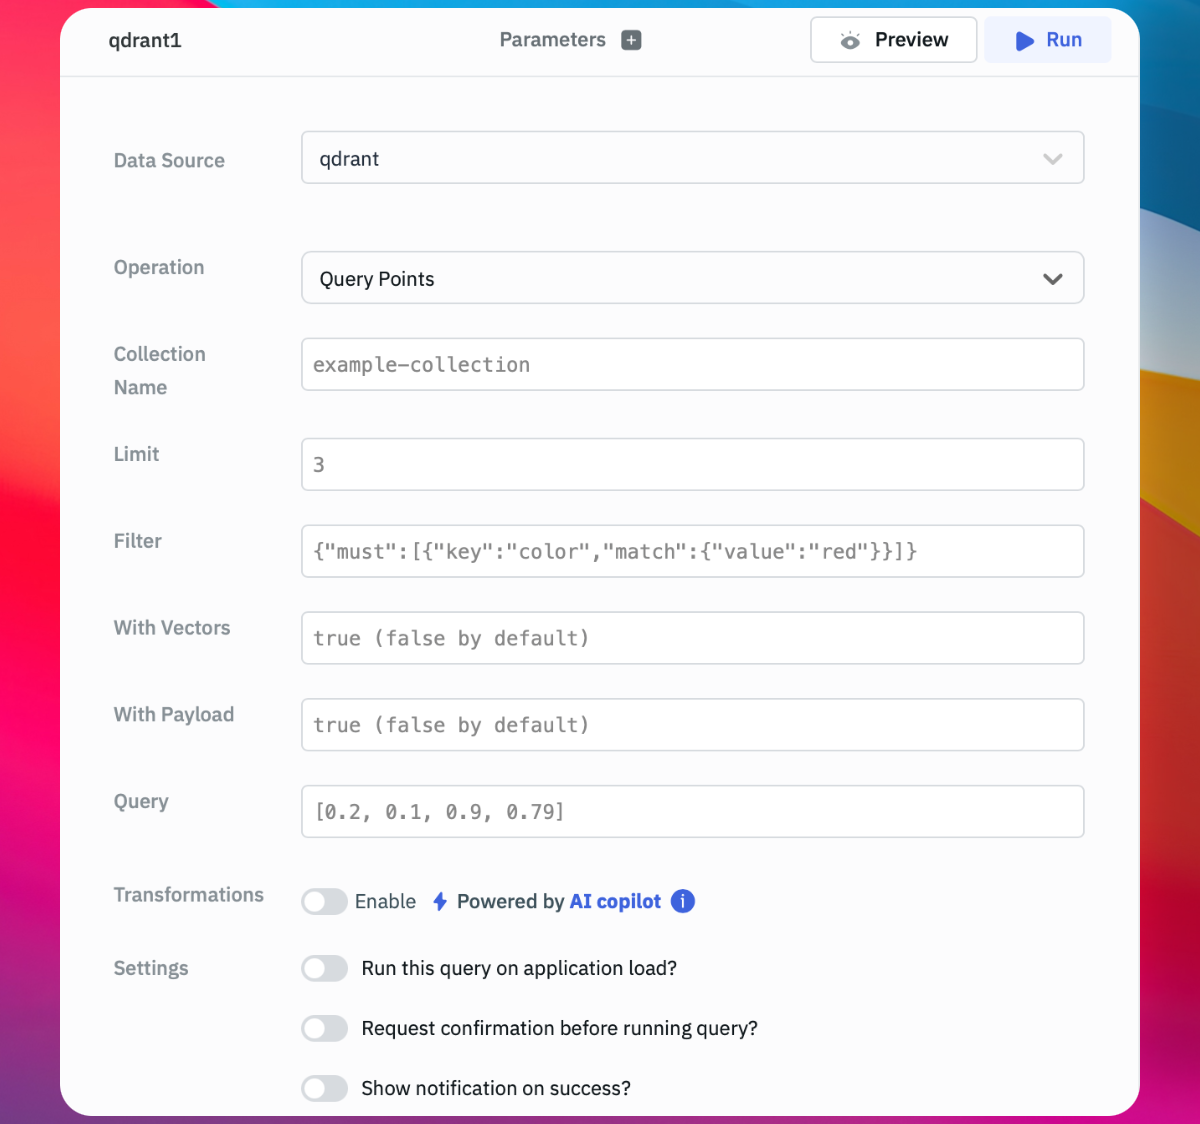 qdrant1
Parameters +
Preview
Run
Data Source
qdrant
Operation
Query Points
Collection
Name
example-collection
Limit
3
Filter
{"must":[{"key":"color","match":{"value":"red"}}]}
With Vectors
true (false by default)
With Payload
true (false by default)
Query
[0.2, 0.1, 0.9, 0.79]
Transformations
Enable
Powered by AI copilot i
Settings
Run this query on application load?
Request confirmation before running query?
Show notification on success?